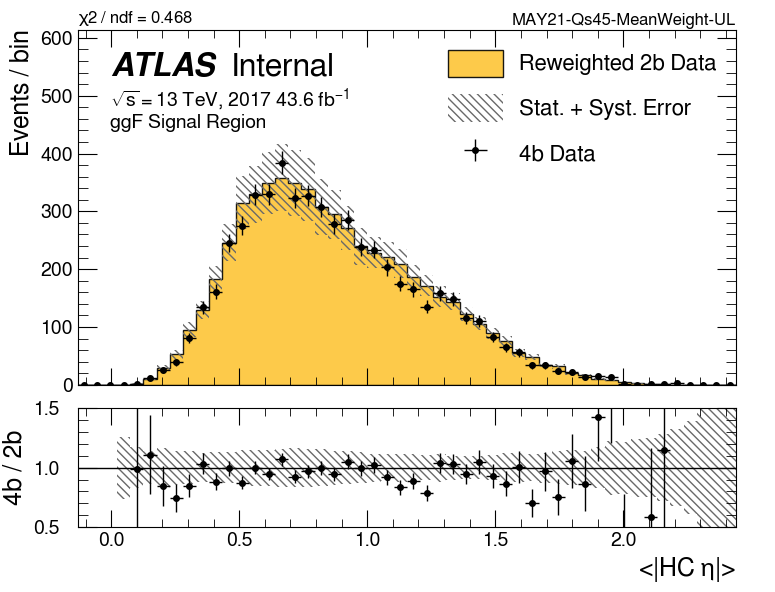 χ2 / ndf = 0.468
MAY21-Qs45-MeanWeight-UL
Events / bin
600
500
400
300
200
100
0
ATLAS Internal
√s = 13 TeV, 2017 43.6 fb−1
ggF Signal Region
Reweighted 2b Data
Stat. + Syst. Error
4b Data
4b / 2b
1.5
1.0
0.5
0.0 0.5 1.0 1.5 2.0
<|HC η|>